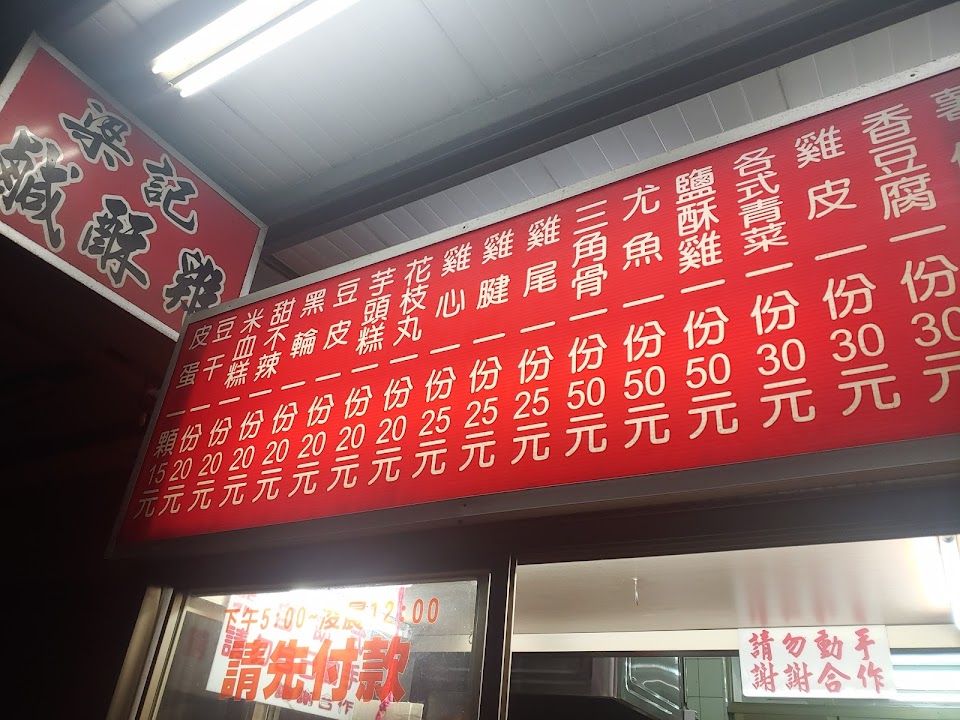 梁記
鹹酥雞
薯
香豆腐一份30元
雞皮一份30元
各式青菜一份30元
鹽酥雞一份50元
尤魚一份50元
三角骨一份50元
雞尾一份25元
雞腱一份25元
雞心一份25元
花枝丸一份20元
芋頭糕一份20元
豆皮一份20元
黑輪一份20元
甜不辣一份20元
米血糕一份20元
豆干一份20元
皮蛋一顆15元
下午5:00~凌晨12:00
請先付款
請勿動手
謝謝合作